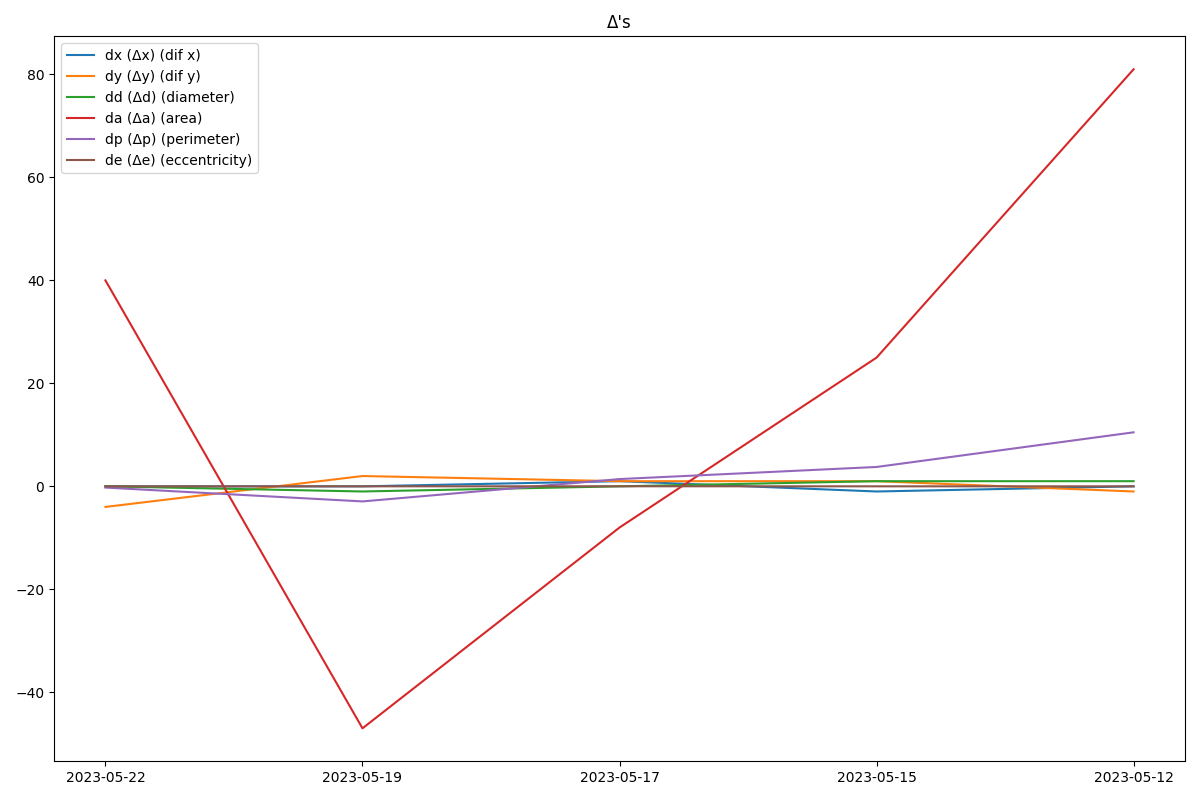 Δ's
dx (Δx) (dif x)
dy (Δy) (dif y)
dd (Δd) (diameter)
da (Δa) (area)
dp (Δp) (perimeter)
de (Δe) (eccentricity)
80
60
40
20
0
−20
−40
2023-05-22 2023-05-19 2023-05-17 2023-05-15 2023-05-12